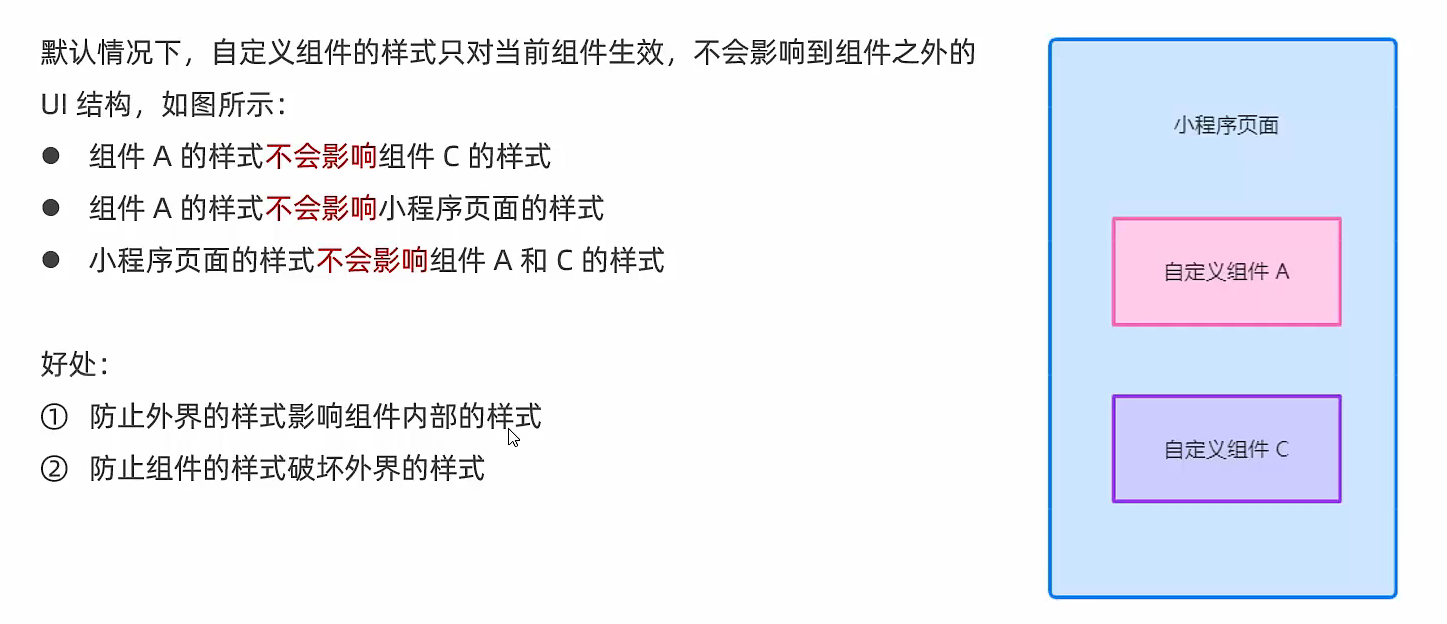 默认情况下，自定义组件的样式只对当前组件生效，不会影响到组件之外的
UI 结构，如图所示：
● 组件 A 的样式不会影响组件 C 的样式
● 组件 A 的样式不会影响小程序页面的样式
● 小程序页面的样式不会影响组件 A 和 C 的样式
好处：
① 防止外界的样式影响组件内部的样式
② 防止组件的样式破坏外界的样式
小程序页面
自定义组件 A
自定义组件 C